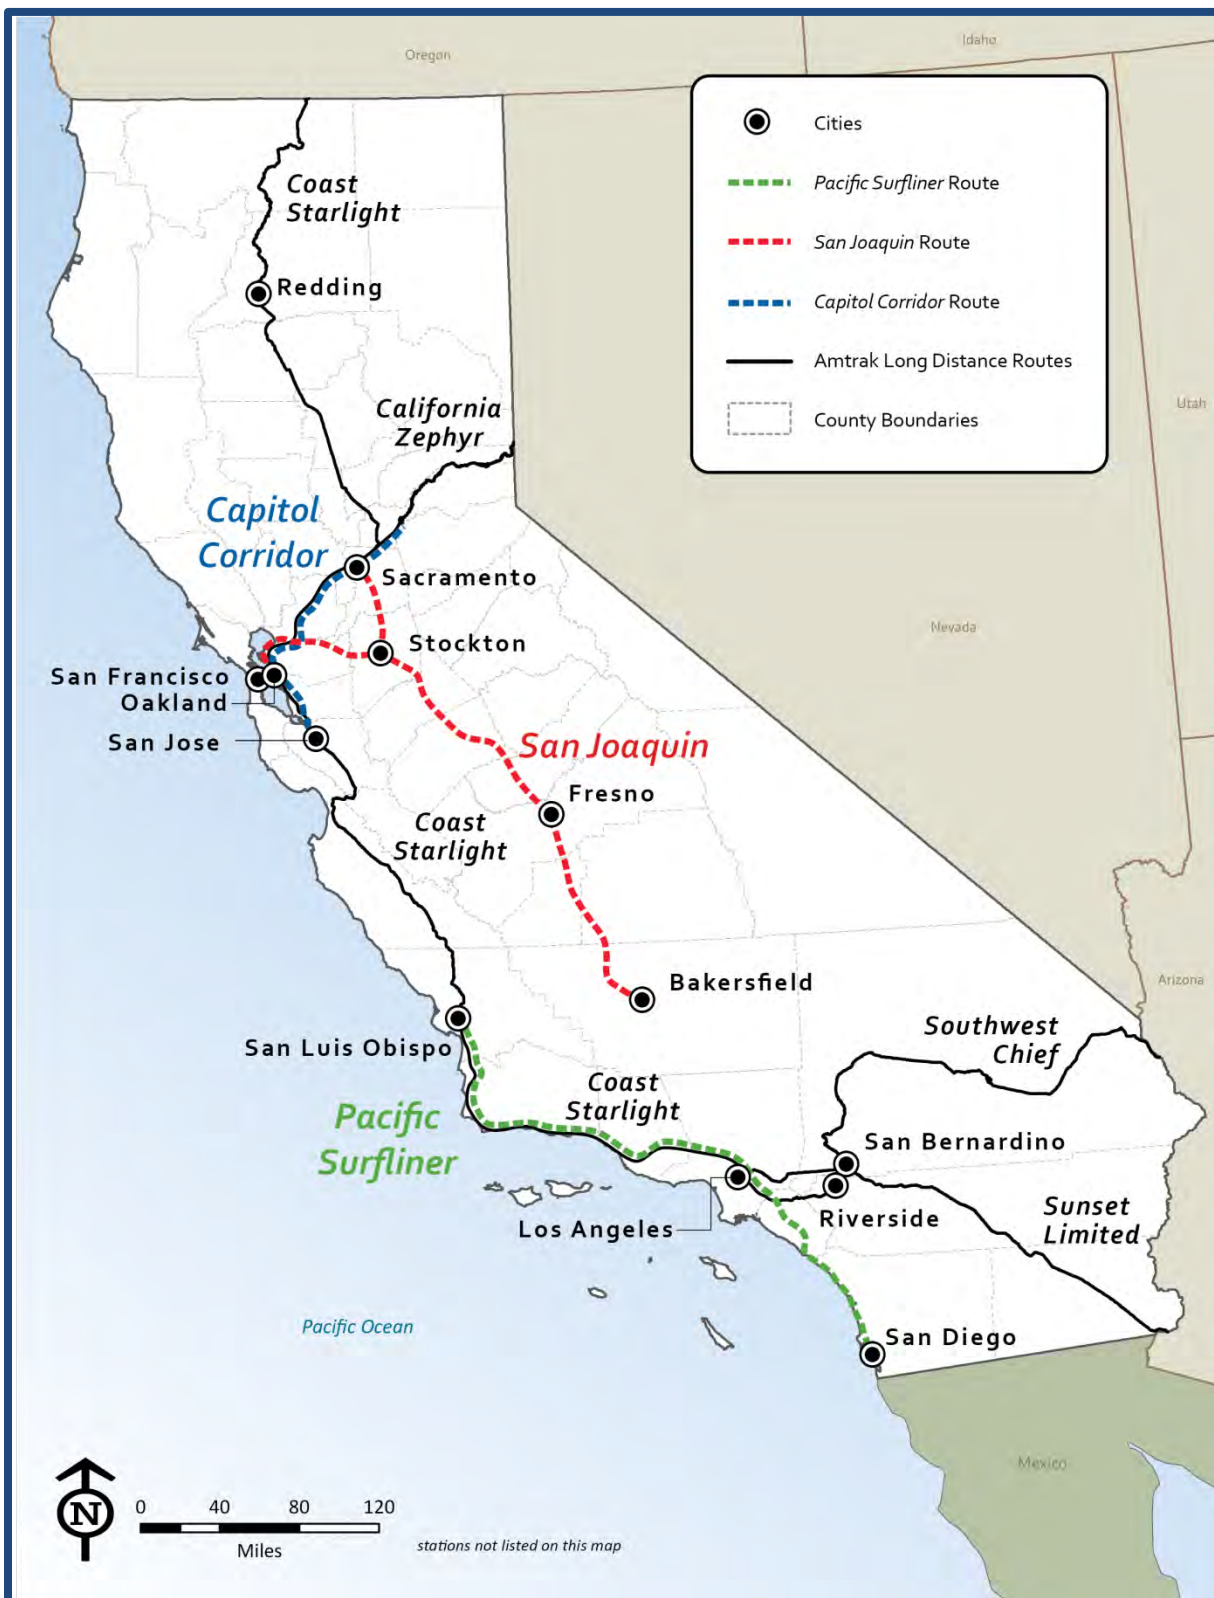 Oregon
Idaho
Cities
Pacific Surfliner Route
San Joaquin Route
Capitol Corridor Route
Amtrak Long Distance Routes
County Boundaries
Coast
Starlight
Redding
California
Zephyr
Utah
Capitol
Corridor
Sacramento
Nevada
Stockton
San Francisco
Oakland
San Jose
San Joaquin
Fresno
Coast
Starlight
Bakersfield
Arizona
Southwest
Chief
San Luis Obispo
Coast
Starlight
Pacific
Surfliner
San Bernardino
Riverside
Sunset
Limited
Los Angeles
Pacific Ocean
San Diego
Mexico
N
0 40 80 120
Miles
stations not listed on this map